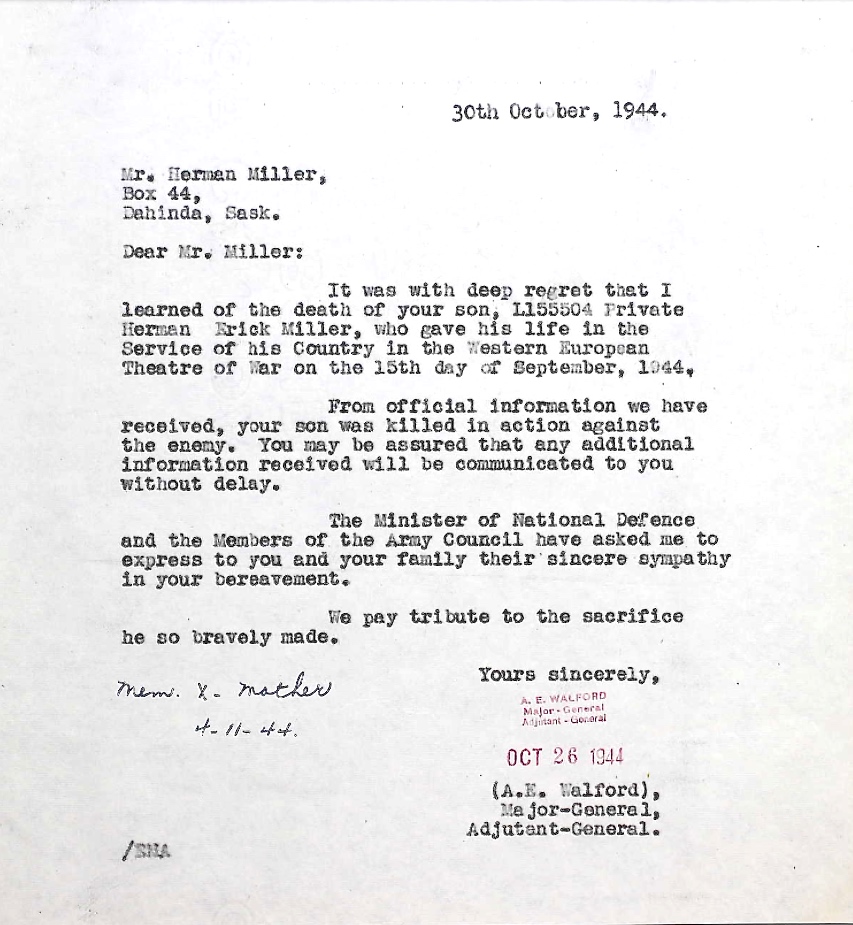 30th October, 1944.
Mr. Herman Miller,
Box 44,
Dahinda, Sask.
Dear Mr. Miller:
It was with deep regret that I
learned of the death of your son, L155504 Private
Herman Erick Miller, who gave his life in the
Service of his Country in the Western European
Theatre of War on the 15th day of September, 1944.
From official information we have
received, your son was killed in action against
the enemy. You may be assured that any additional
information received will be communicated to you
without delay.
The Minister of National Defence
and the Members of the Army Council have asked me to
express to you and your family their sincere sympathy
in your bereavement.
We pay tribute to the sacrifice
he so bravely made.
Yours sincerely,
Mem. X- Mother
4-11-44.
A. E. WALFORD
Major-General
Adjutant-General
OCT 26 1944
(A.E. Walford),
Major-General,
Adjutant-General.